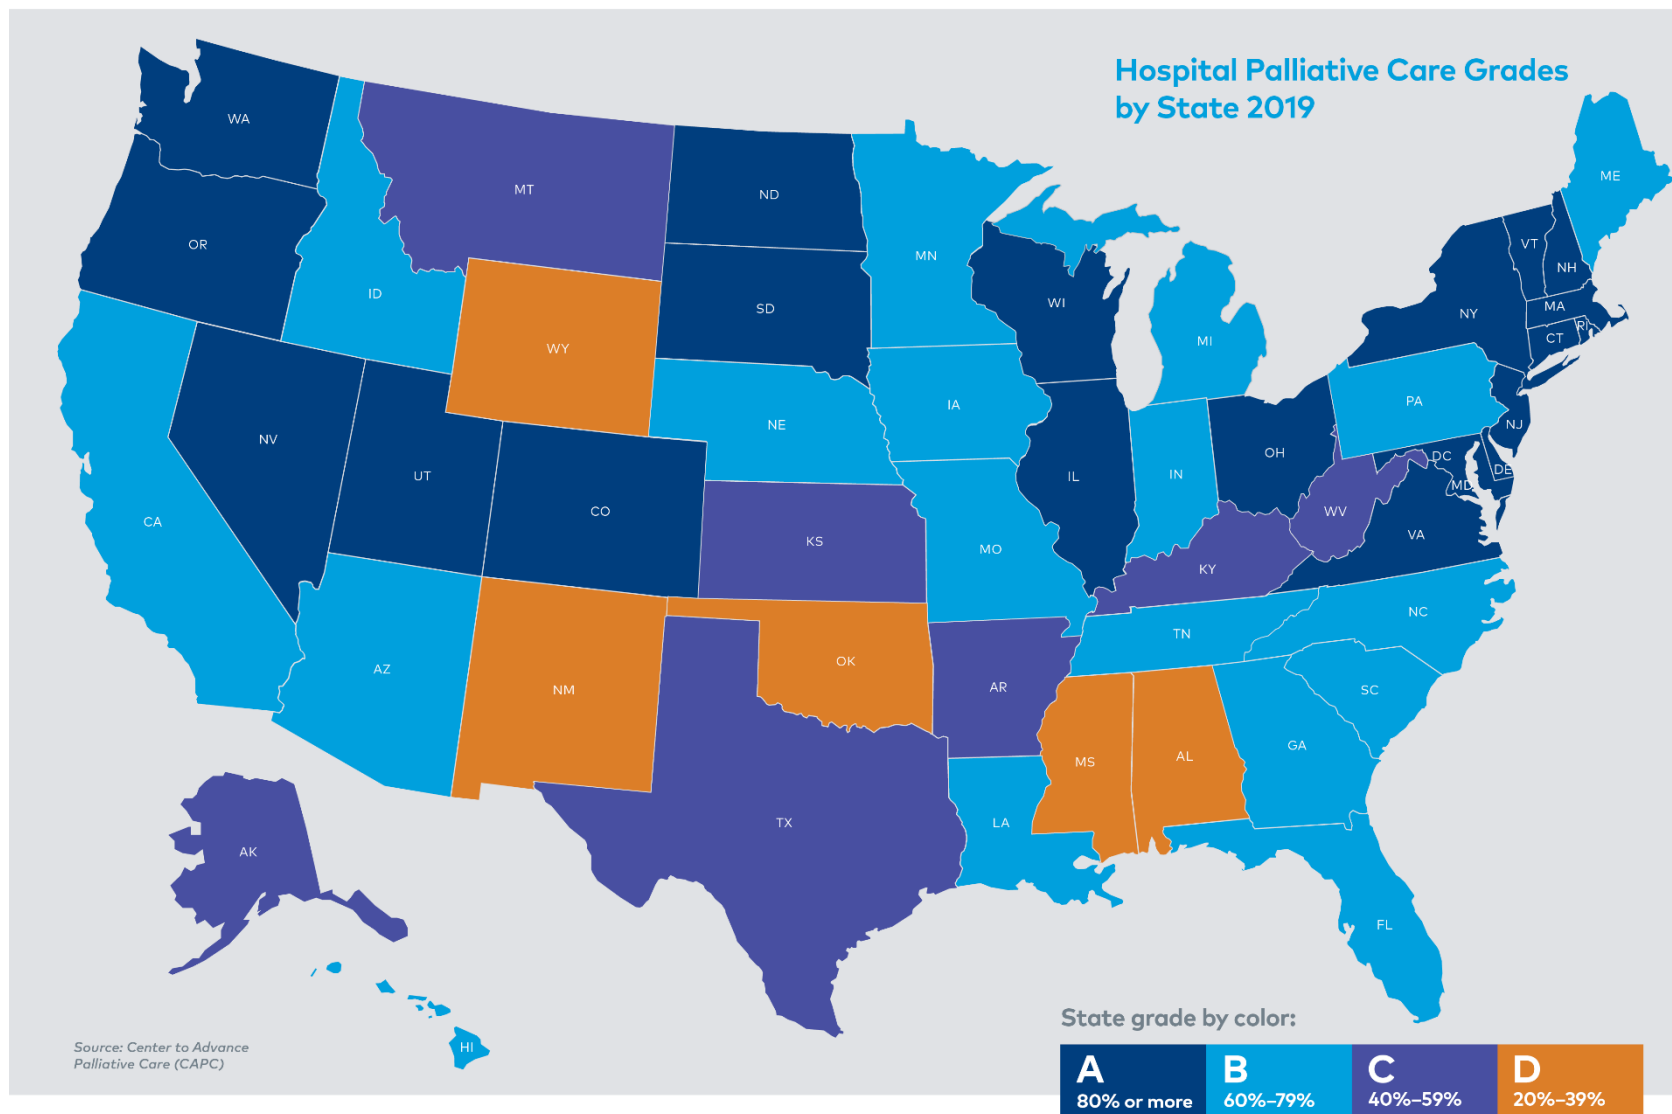 Hospital Palliative Care Grades
by State 2019
WA
MT
ND
ME
OR
MN
VT
NH
ID
SD
WI
MA
NY
RI
CT
WY
MI
IA
PA
NE
NJ
NV
OH
DC
UT
IL
IN
DE
MD
CO
WV
CA
KS
MO
VA
KY
NC
TN
AZ
OK
NM
AR
SC
GA
MS
AL
TX
LA
AK
FL
HI
Source: Center to Advance
Palliative Care (CAPC)
State grade by color:
A
80% or more
B
60%–79%
C
40%–59%
D
20%–39%